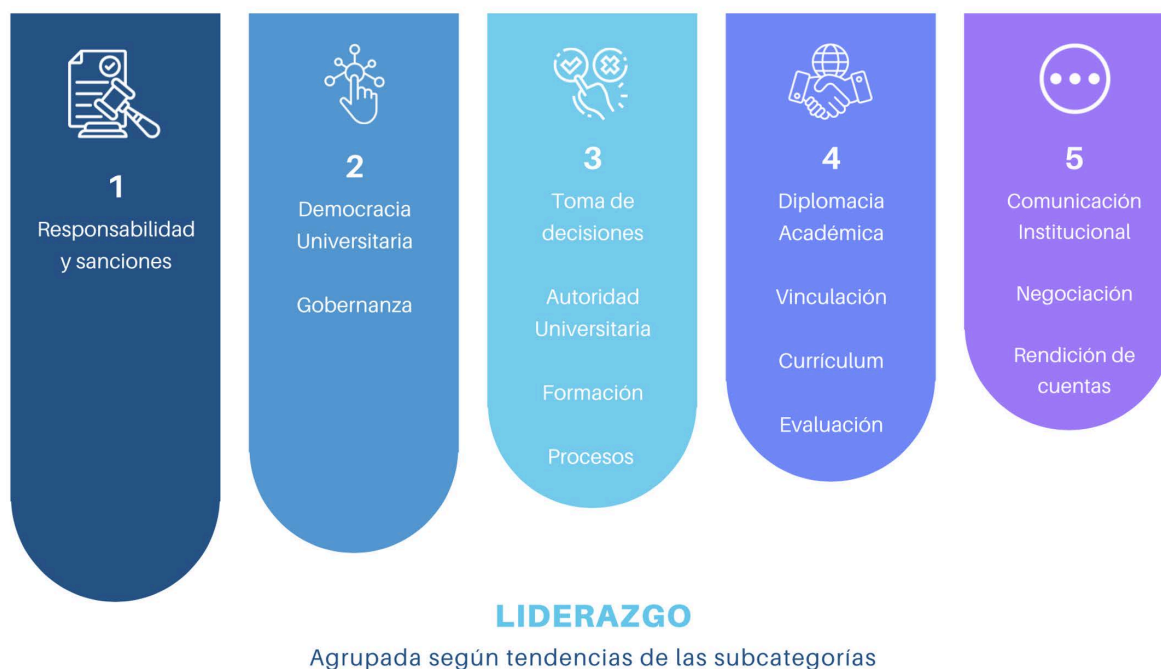 1
Responsabilidad
y sanciones
2
Democracia
Universitaria
Gobernanza
3
Toma de
decisiones
Autoridad
Universitaria
Formación
Procesos
4
Diplomacia
Académica
Vinculación
Currículum
Evaluación
5
Comunicación
Institucional
Negociación
Rendición de
cuentas
LIDERAZGO
Agrupada según tendencias de las subcategorías